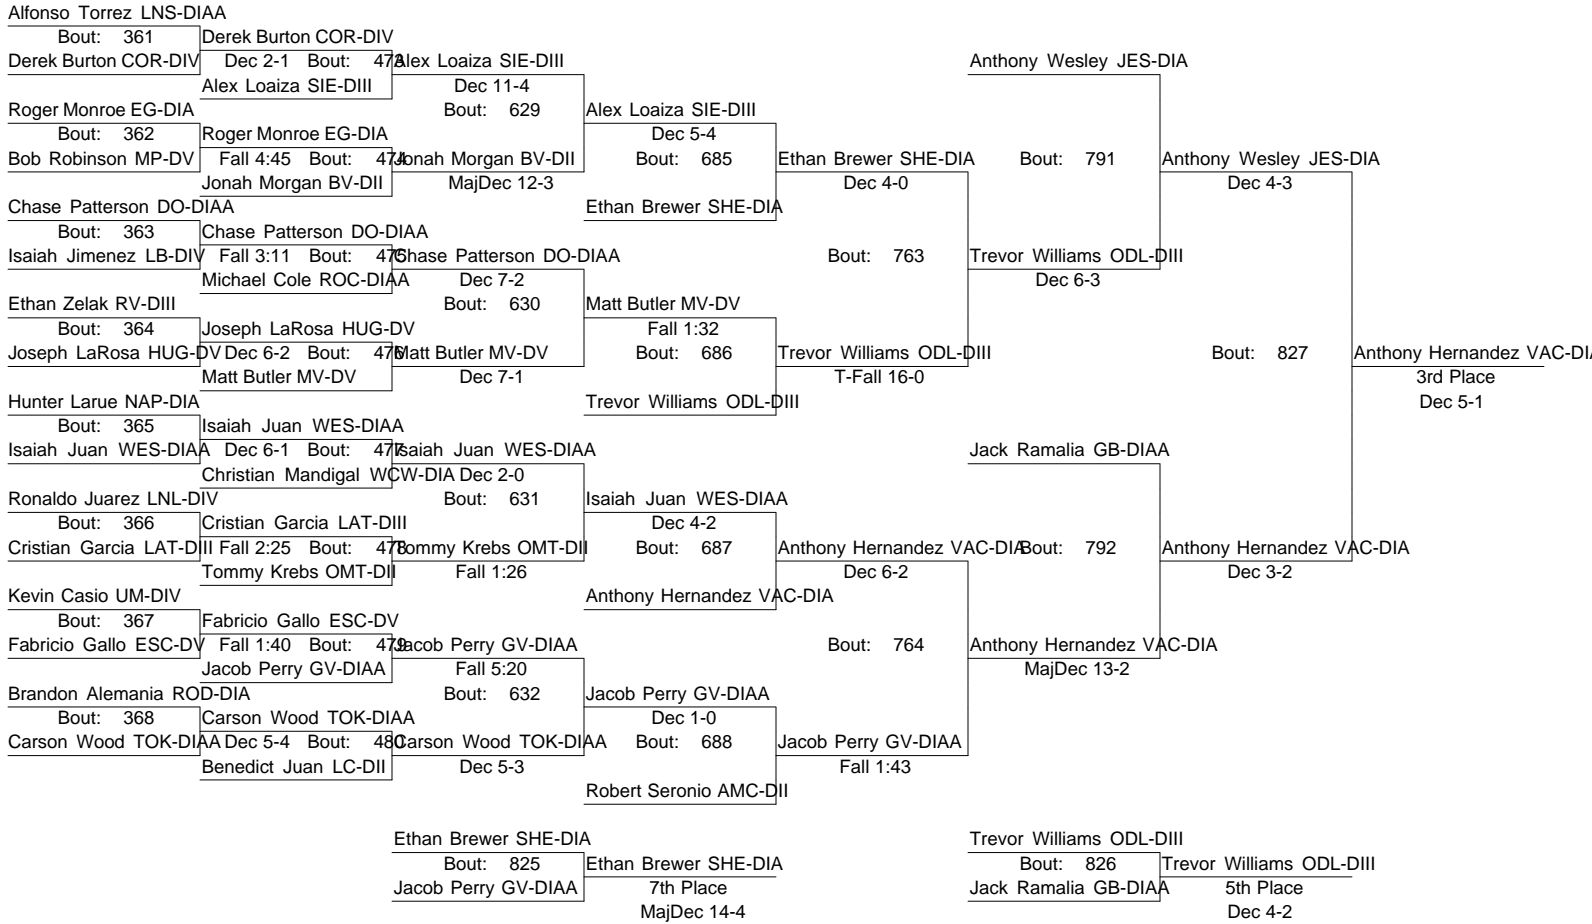 Alfonso Torrez LNS-DIAA
Bout: 361
Derek Burton COR-DIV
Roger Monroe EG-DIA
Bout: 362
Bob Robinson MP-DV
Chase Patterson DO-DIAA
Bout: 363
Isaiah Jimenez LB-DIV
Ethan Zelak RV-DIII
Bout: 364
Joseph LaRosa HUG-DV
Hunter Larue NAP-DIA
Bout: 365
Isaiah Juan WES-DIAA
Ronaldo Juarez LNL-DIV
Bout: 366
Cristian Garcia LAT-DIII
Kevin Casio UM-DIV
Bout: 367
Fabricio Gallo ESC-DV
Brandon Alemania ROD-DIA
Bout: 368
Carson Wood TOK-DIAA
Derek Burton COR-DIV
Dec 2-1 Bout: 473
Alex Loaiza SIE-DIII
Roger Monroe EG-DIA
Fall 4:45 Bout: 474
Jonah Morgan BV-DII
Chase Patterson DO-DIAA
Fall 3:11 Bout: 475
Michael Cole ROC-DIAA
Joseph LaRosa HUG-DV
Dec 6-2 Bout: 476
Matt Butler MV-DV
Isaiah Juan WES-DIAA
Dec 6-1 Bout: 477
Christian Mandigal WCW-DIA
Cristian Garcia LAT-DIII
Fall 2:25 Bout: 478
Tommy Krebs OMT-DII
Fabricio Gallo ESC-DV
Fall 1:40 Bout: 479
Jacob Perry GV-DIAA
Carson Wood TOK-DIAA
Dec 5-4 Bout: 480
Benedict Juan LC-DII
Alex Loaiza SIE-DIII
Dec 11-4
Bout: 629
Jonah Morgan BV-DII
MajDec 12-3
Chase Patterson DO-DIAA
Dec 7-2
Bout: 630
Matt Butler MV-DV
Dec 7-1
Isaiah Juan WES-DIAA
Dec 2-0
Bout: 631
Tommy Krebs OMT-DII
Fall 1:26
Jacob Perry GV-DIAA
Fall 5:20
Bout: 632
Carson Wood TOK-DIAA
Dec 5-3
Alex Loaiza SIE-DIII
Dec 5-4
Bout: 685
Ethan Brewer SHE-DIA
Matt Butler MV-DV
Fall 1:32
Bout: 686
Trevor Williams ODL-DIII
Isaiah Juan WES-DIAA
Dec 4-2
Bout: 687
Anthony Hernandez VAC-DIA
Jacob Perry GV-DIAA
Dec 1-0
Bout: 688
Robert Seronio AMC-DII
Ethan Brewer SHE-DIA
Dec 4-0
Bout: 763
Trevor Williams ODL-DIII
T-Fall 16-0
Anthony Hernandez VAC-DIA
Dec 6-2
Bout: 764
Jacob Perry GV-DIAA
Fall 1:43
Anthony Wesley JES-DIA
Bout: 791
Trevor Williams ODL-DIII
Dec 6-3
Jack Ramalia GB-DIAA
Bout: 792
Anthony Hernandez VAC-DIA
MajDec 13-2
Anthony Wesley JES-DIA
Dec 4-3
Bout: 827
Anthony Hernandez VAC-DIA
Dec 3-2
Anthony Hernandez VAC-DIA
3rd Place
Dec 5-1
Ethan Brewer SHE-DIA
Bout: 825
Jacob Perry GV-DIAA
Ethan Brewer SHE-DIA
7th Place
MajDec 14-4
Trevor Williams ODL-DIII
Bout: 826
Jack Ramalia GB-DIAA
Trevor Williams ODL-DIII
5th Place
Dec 4-2